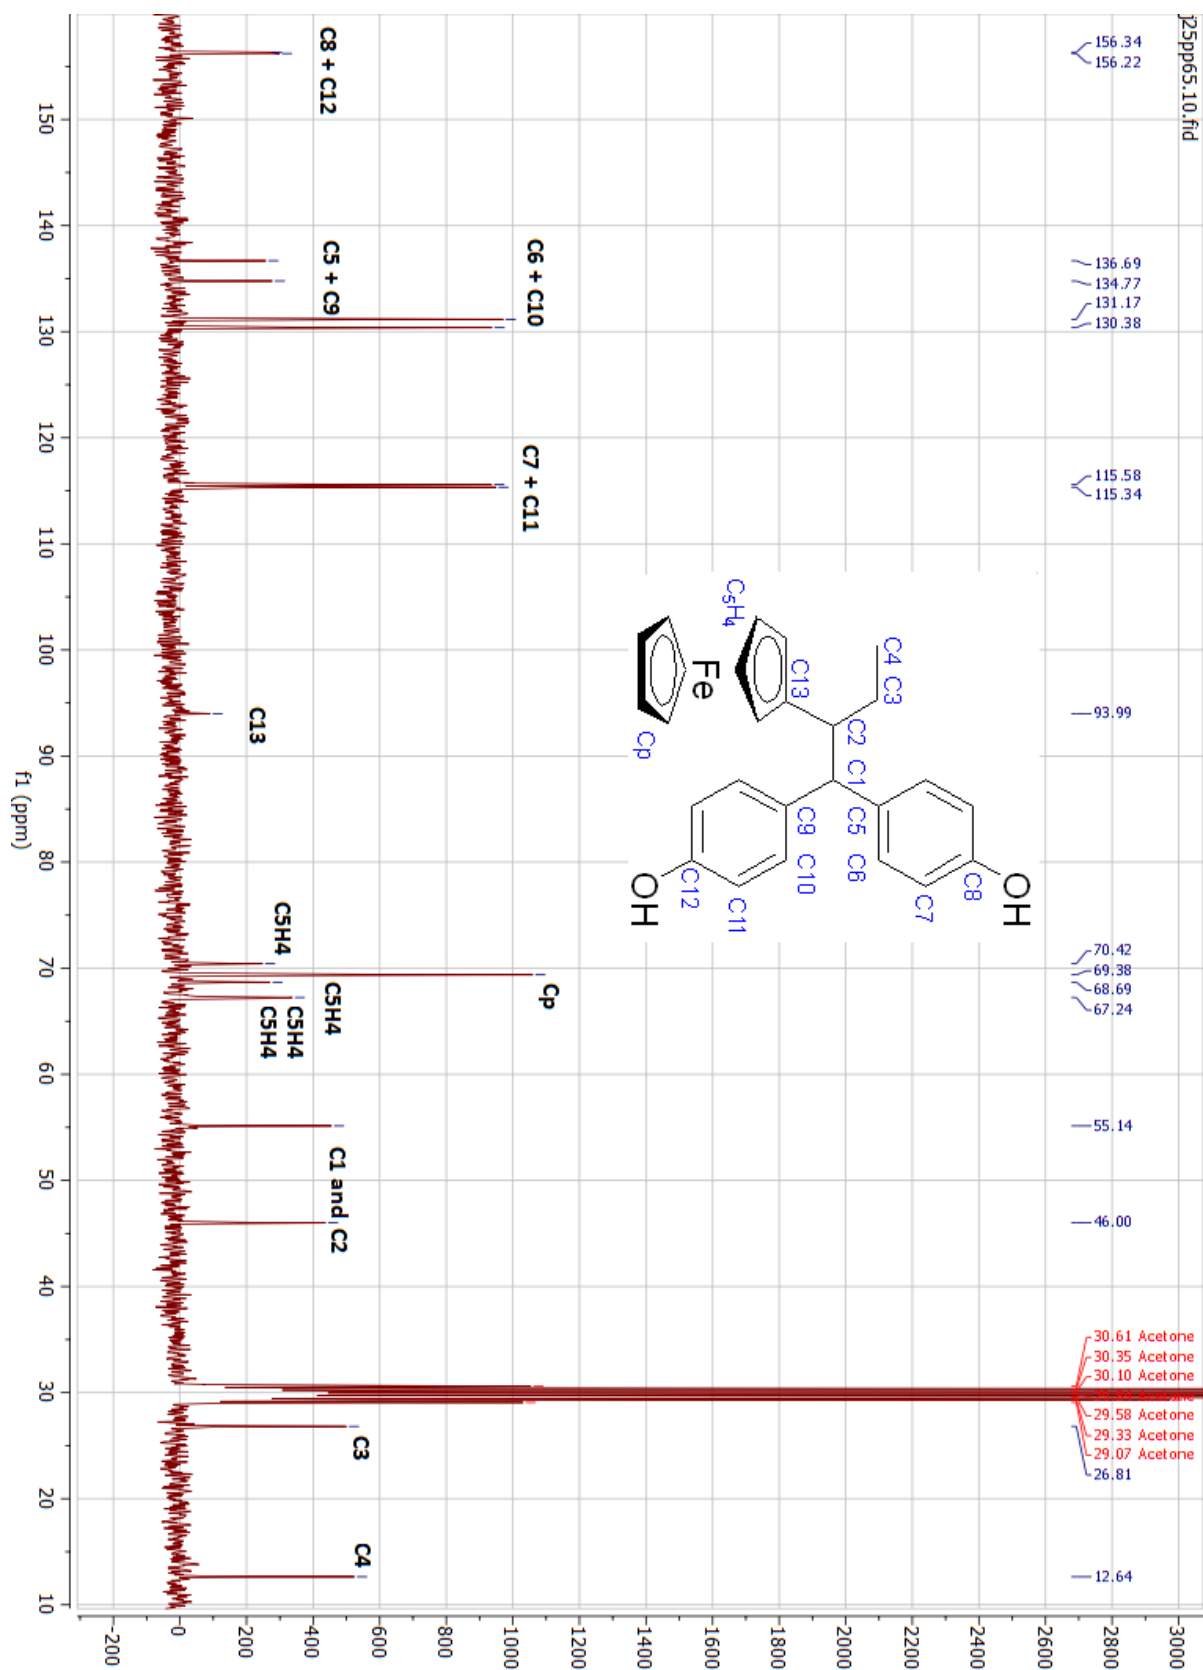 j25pp65.10.fid
156.34
156.22
136.69
134.77
131.17
130.38
115.58
115.34
93.99
70.42
69.38
68.69
67.24
55.14
46.00
30.61 Acetone
30.35 Acetone
30.10 Acetone
29.58 Acetone
29.33 Acetone
29.07 Acetone
26.81
12.64
C8 + C12
C5 + C9
C6 + C10
C7 + C11
C13
C5H4
Cp
C5H4
C5H4
C5H4
C1 and C2
C3
C4
C4 C3
C5H4
C13
C2
C1
Fe
Cp
C5
C6
C7
C8
OH
C9
C10
C11
C12
OH
150 140 130 120 110 100 90 80 70 60 50 40 30 20 10
f1 (ppm)
3000
2800
2600
2400
2200
2000
1800
1600
1400
1200
1000
800
600
400
200
0
-200